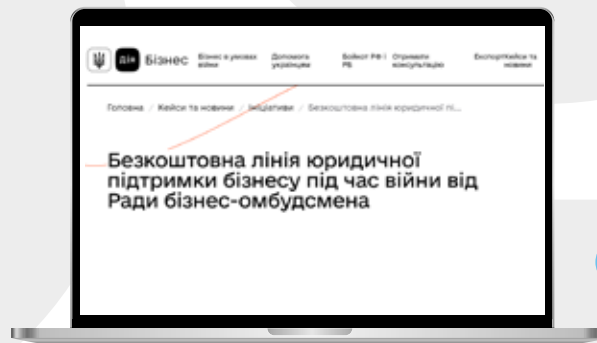 Дія Бізнес
Бізнес в умовах війни
Допомога українцям
Бойкот РФ і РБ
Отримати консультацію
Експорт Кейси та новини
Головна / Кейси та новини / Ініціативи / Безкоштовна лінія юридичної пі...
Безкоштовна лінія юридичної
підтримки бізнесу під час війни від
Ради бізнес-омбудсмена